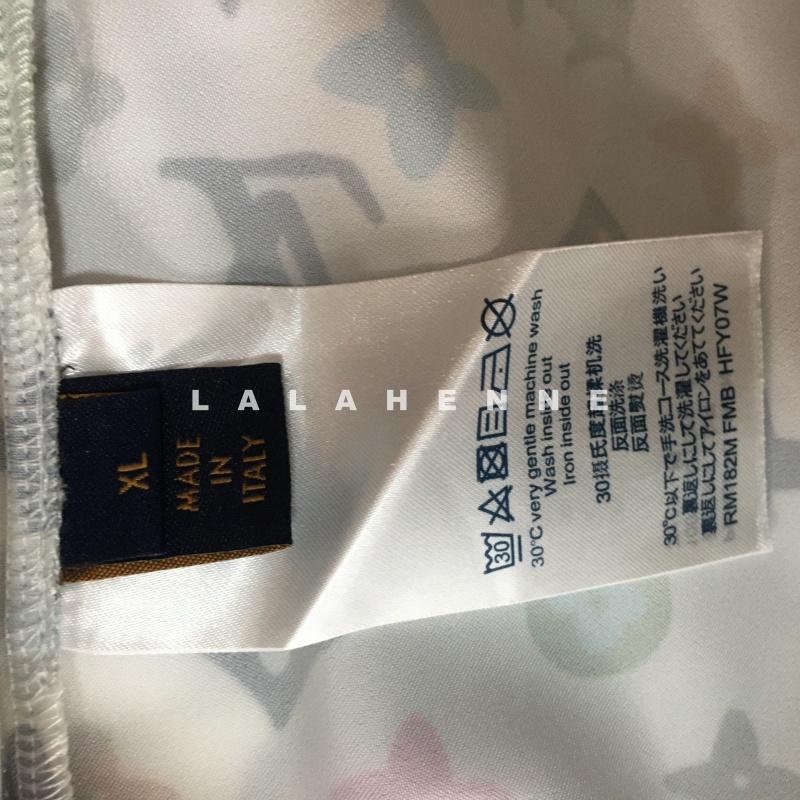 LALAHENNE
XL
MADE
IN
ITALY
30
30°C very gentle machine wash
Wash inside out
Iron inside out
30摄氏度轻揉机洗
反面洗涤
反面熨烫
30℃以下で手洗コース洗濯機洗い
裏返しにして洗濯してください
裏返しにしてアイロンをあててください
RM182M FMB HFY07W